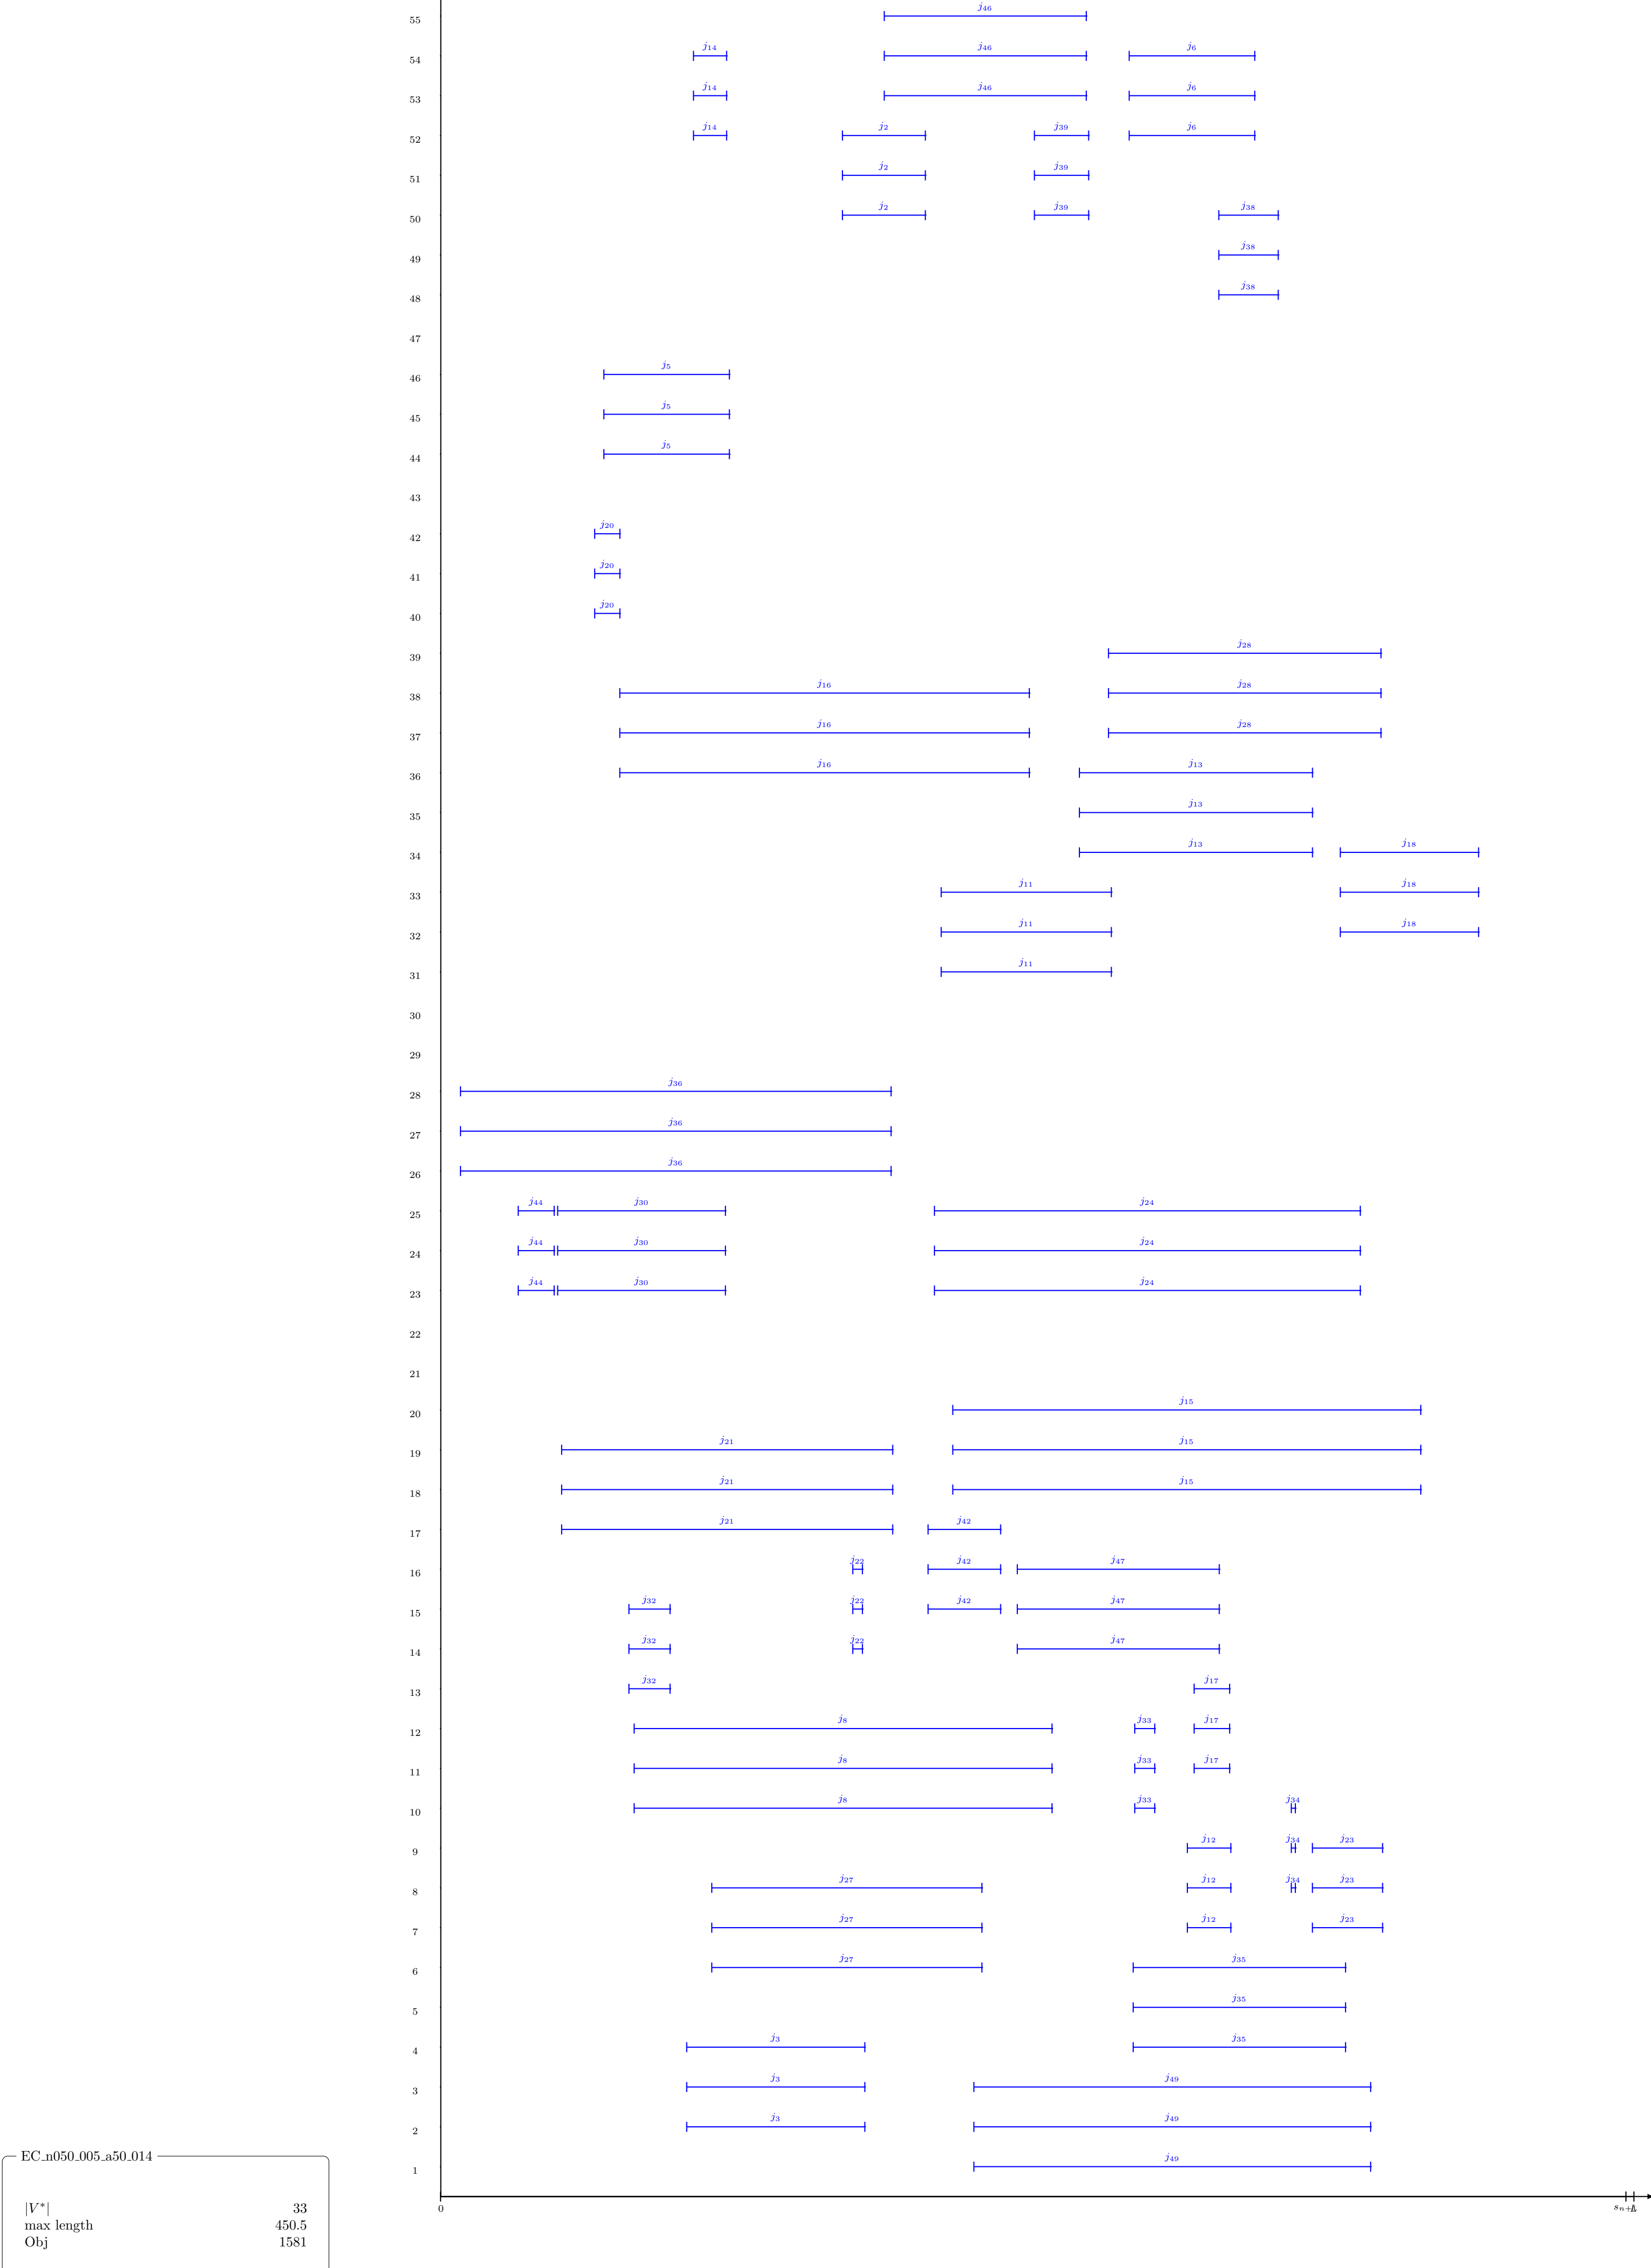 55 j46
54 j14 j46 j6
53 j14 j46 j6
52 j14 j2 j39 j6
51 j2 j39
50 j2 j39 j38
49 j38
48 j38
47
46 j5
45 j5
44 j5
43
42 j20
41 j20
40 j20
39 j28
38 j16 j28
37 j16 j28
36 j16 j13
35 j13
34 j13 j18
33 j11 j18
32 j11 j18
31 j11
30
29
28 j36
27 j36
26 j36
25 j44 j30 j24
24 j44 j30 j24
23 j44 j30 j24
22
21
20 j15
19 j21 j15
18 j21 j15
17 j21 j42
16 j22 j42 j47
15 j32 j22 j42 j47
14 j32 j22 j47
13 j32 j17
12 j8 j33 j17
11 j8 j33 j17
10 j8 j33 j34
9 j12 j34 j23
8 j27 j12 j34 j23
7 j27 j12 j23
6 j27 j35
5 j35
4 j3 j35
3 j3 j49
2 j3 j49
1 j49
0
EC_n050_005_a50_014
|V*| 33
max length 450.5
Obj 1581